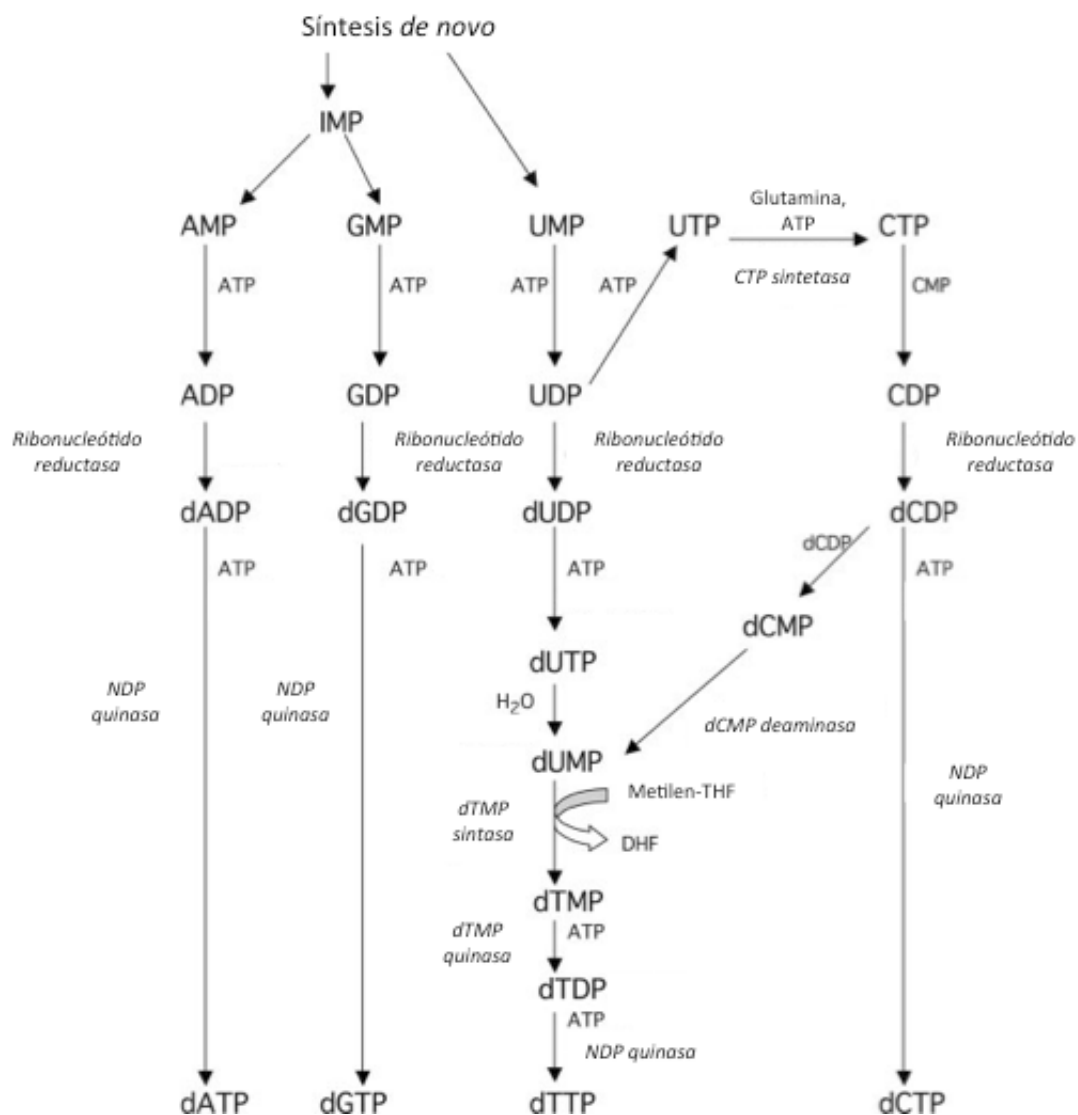 Síntesis de novo
IMP
AMP
GMP
UMP
UTP
Glutamina,
ATP
CTP
CTP sintetasa
ATP
ATP
ATP
ATP
CMP
ADP
GDP
UDP
CDP
Ribonucleótido
reductasa
Ribonucleótido
reductasa
Ribonucleótido
reductasa
Ribonucleótido
reductasa
dADP
dGDP
dUDP
dCDP
dCDP
ATP
ATP
ATP
ATP
dCMP
dUTP
NDP
quinasa
NDP
quinasa
H2O
dCMP deaminasa
dUMP
Metilen-THF
NDP
quinasa
dTMP
sintasa
DHF
dTMP
dTMP
quinasa
ATP
dTDP
ATP
NDP quinasa
dATP
dGTP
dTTP
dCTP